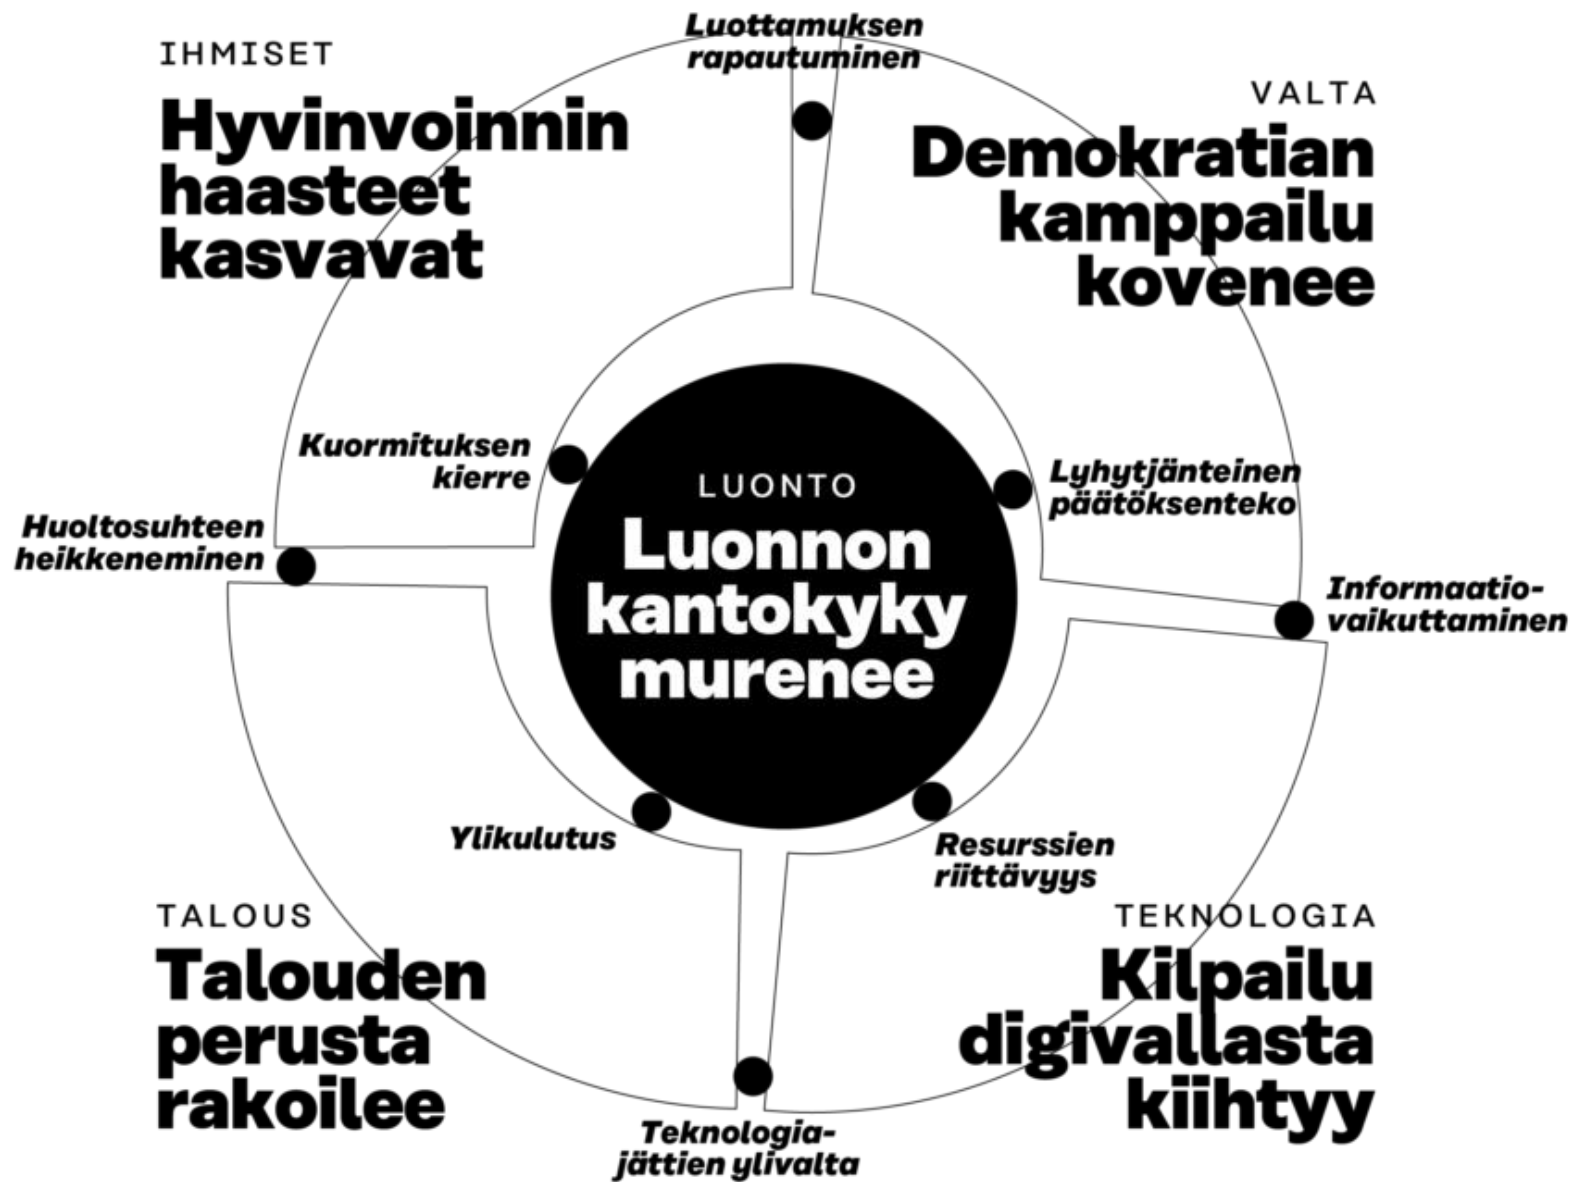 Luottamuksen
rapautuminen
IHMISET
Hyvinvoinnin
haasteet
kasvavat
VALTA
Demokratian
kamppailu
kovenee
Kuormituksen
kierre
Lyhytjänteinen
päätöksenteko
Huoltosuhteen
heikkeneminen
LUONTO
Luonnon
kantokyky
murenee
Informaatio-
vaikuttaminen
Ylikulutus
Resurssien
riittävyys
TALOUS
Talouden
perusta
rakoilee
TEKNOLOGIA
Kilpailu
digivallasta
kiihtyy
Teknologia-
jättien ylivalta